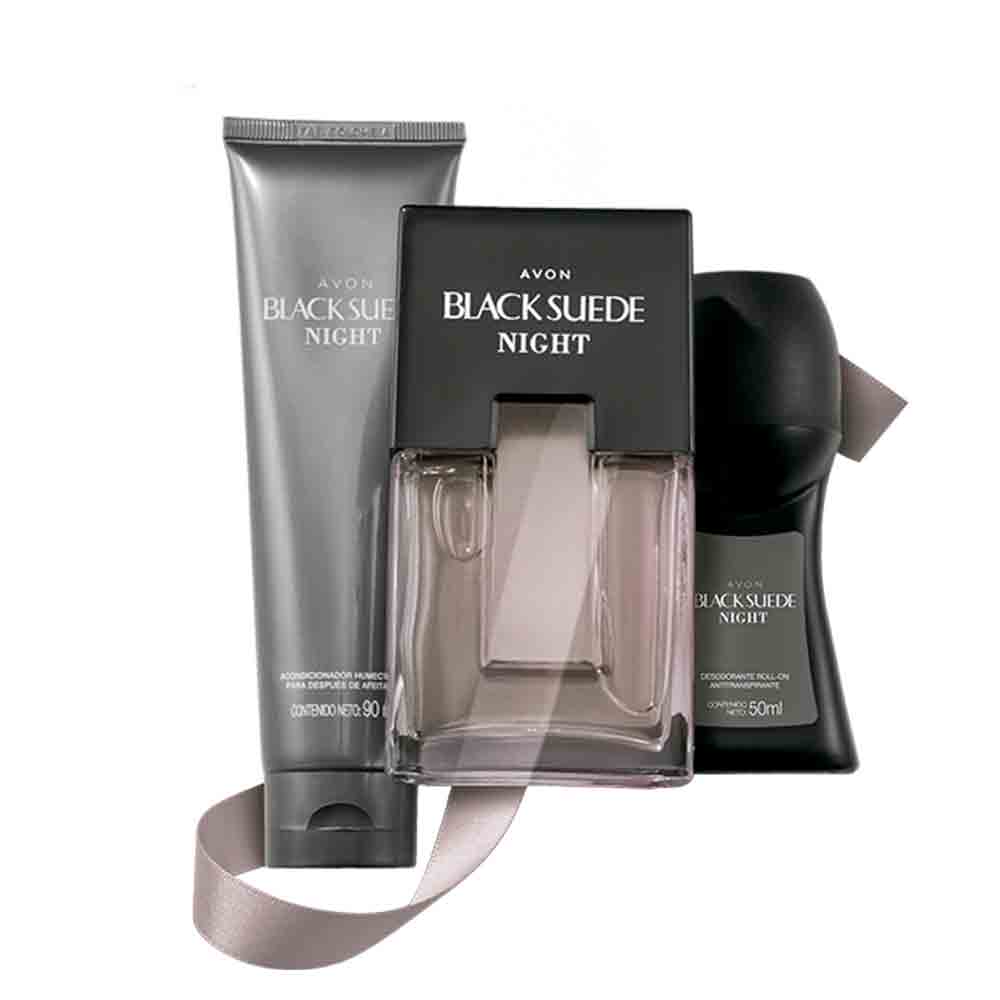 AVON
BLACK SUE
NIGHT
ACONDICIONADOR HUMEC
PARA DESPUÉS DE AFEITA
CONTENIDO NETO: 90
AVON
BLACK SUEDE
NIGHT
AVON
BLACK SUEDE
NIGHT
DESODORANTE ROLL-ON
ANTITRANSPIRANTE
CONTENIDO
NETO: 50ml